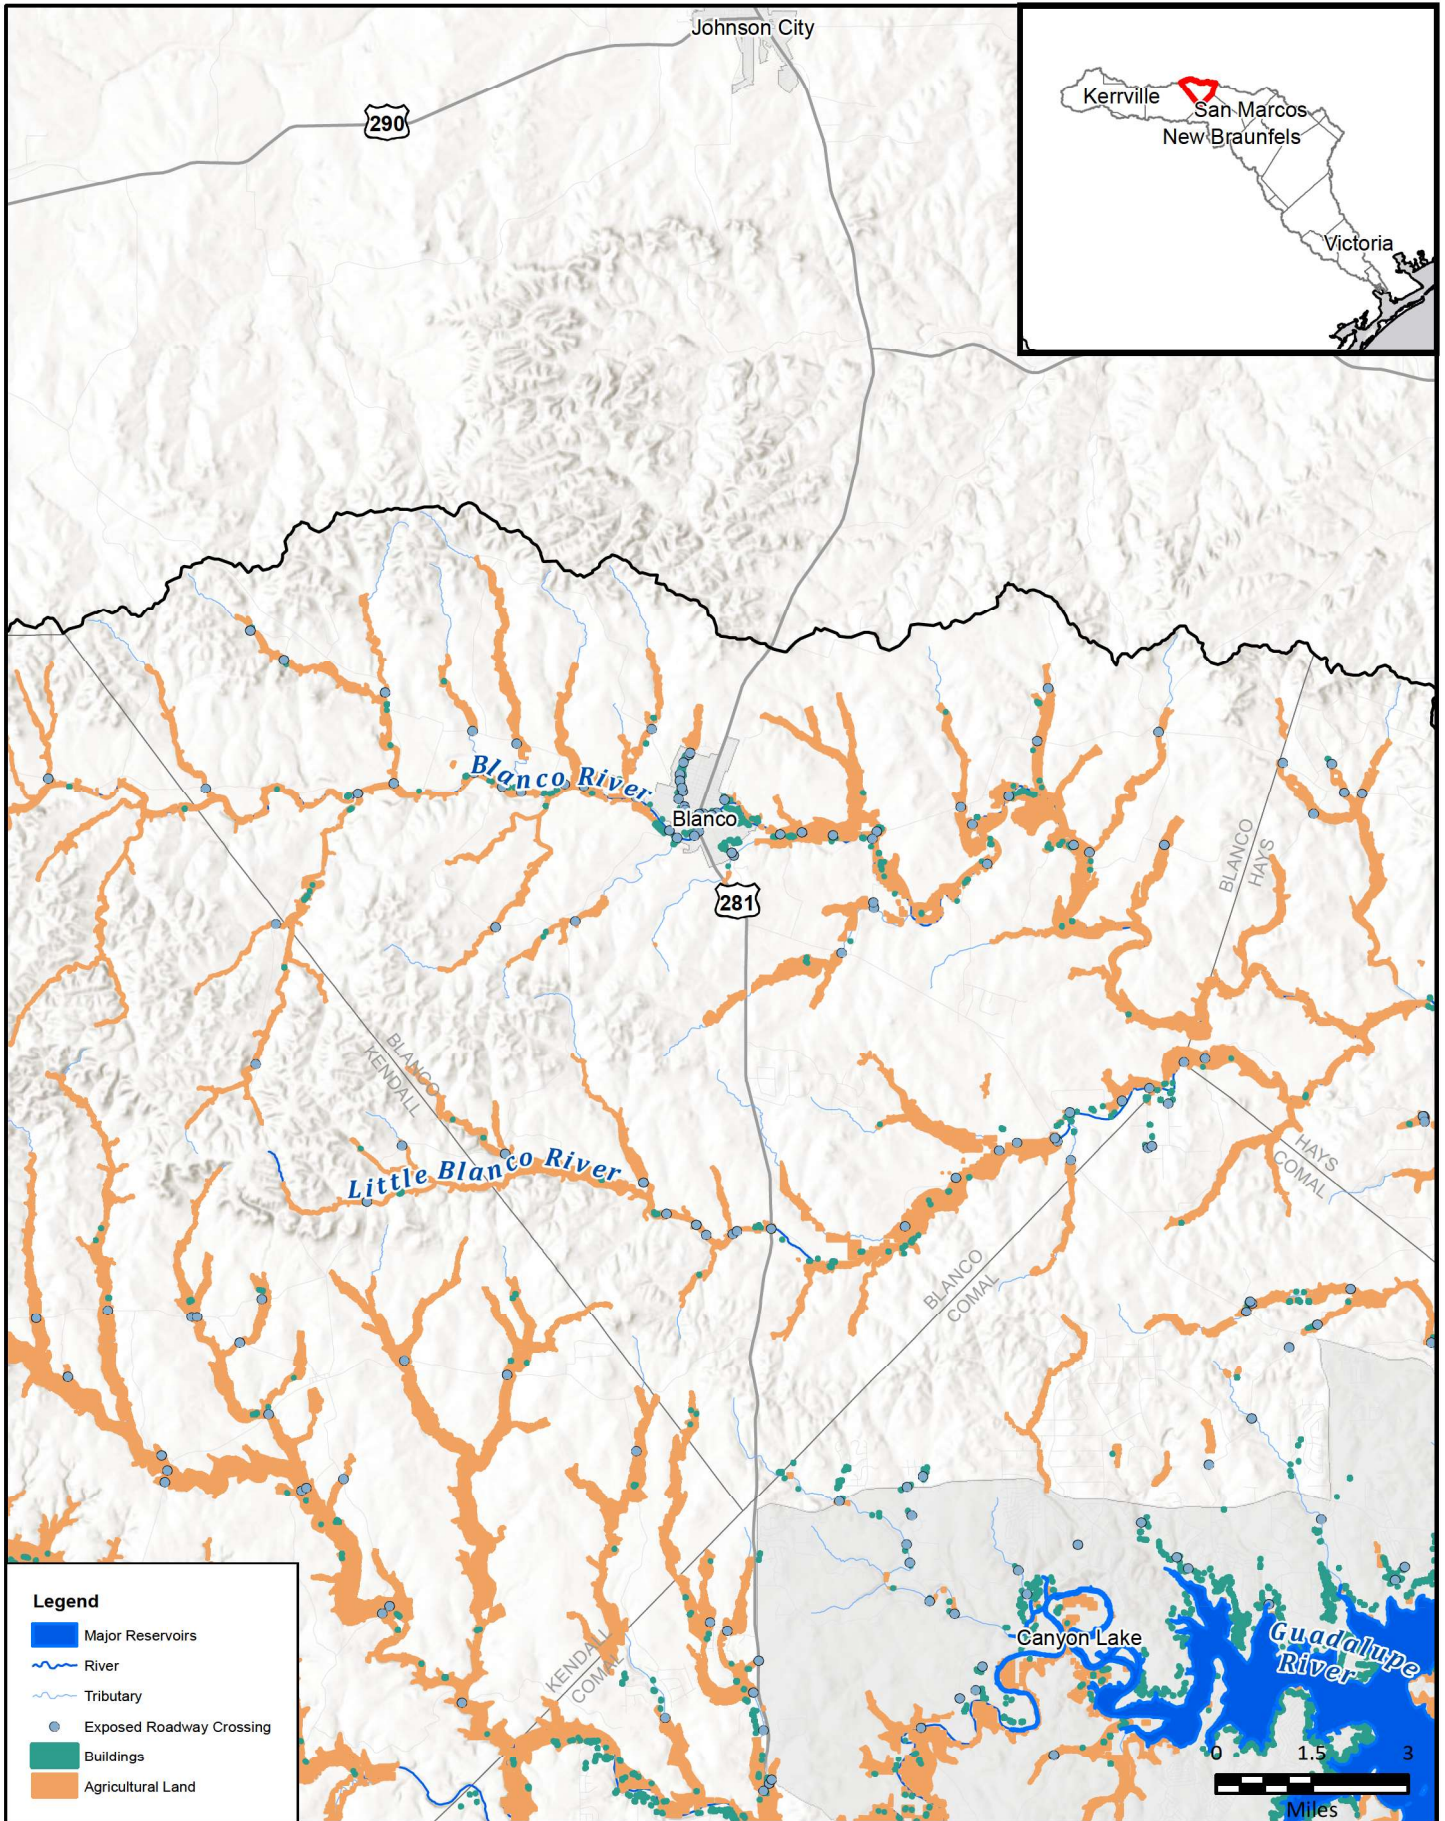 Johnson City
290
Kerrville
San Marcos
New Braunfels
Victoria
Blanco River
Blanco
281
BLANCO
HAYS
BLANCO
KENDALL
Little Blanco River
HAYS
COMAL
BLANCO
COMAL
KENDALL
COMAL
Canyon Lake
Guadalupe
River
Legend
Major Reservoirs
River
Tributary
Exposed Roadway Crossing
Buildings
Agricultural Land
0 1.5 3
Miles